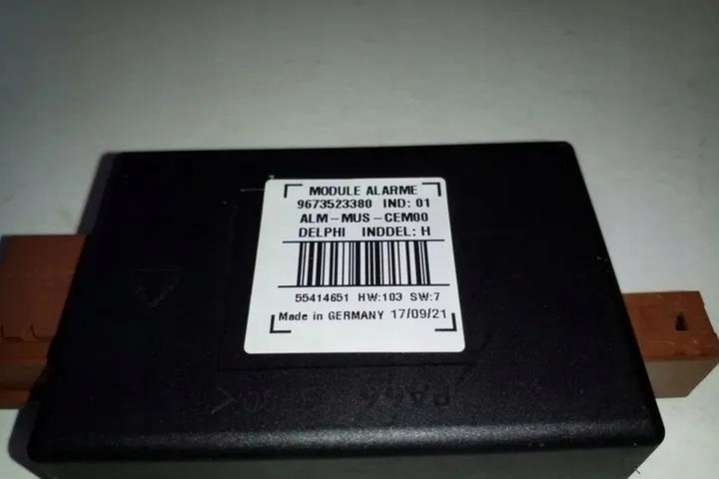 MODULE ALARME
9673523380 IND: 01
ALM-MUS-CEM00
DELPHI INDDEL: H
55414651 HW:103 SW:7
Made in GERMANY 17/09/21